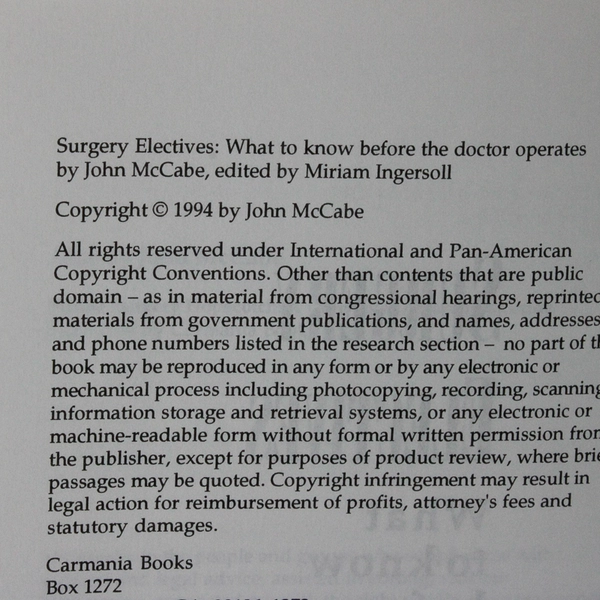 Surgery Electives: What to know before the doctor operates
by John McCabe, edited by Miriam Ingersoll
Copyright © 1994 by John McCabe
All rights reserved under International and Pan-American
Copyright Conventions. Other than contents that are public
domain – as in material from congressional hearings, reprinted
materials from government publications, and names, addresses
and phone numbers listed in the research section – no part of th
book may be reproduced in any form or by any electronic or
mechanical process including photocopying, recording, scanning
information storage and retrieval systems, or any electronic or
machine-readable form without formal written permission from
the publisher, except for purposes of product review, where brie
passages may be quoted. Copyright infringement may result in
legal action for reimbursement of profits, attorney's fees and
statutory damages.
Carmania Books
Box 1272